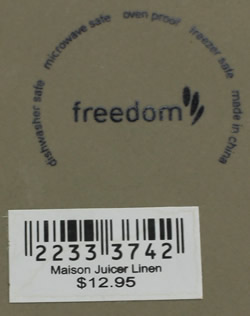 dishwasher safe microwave safe oven proof freezer safe made in china
freedom
2233 3742
Maison Juicer Linen
$12.95